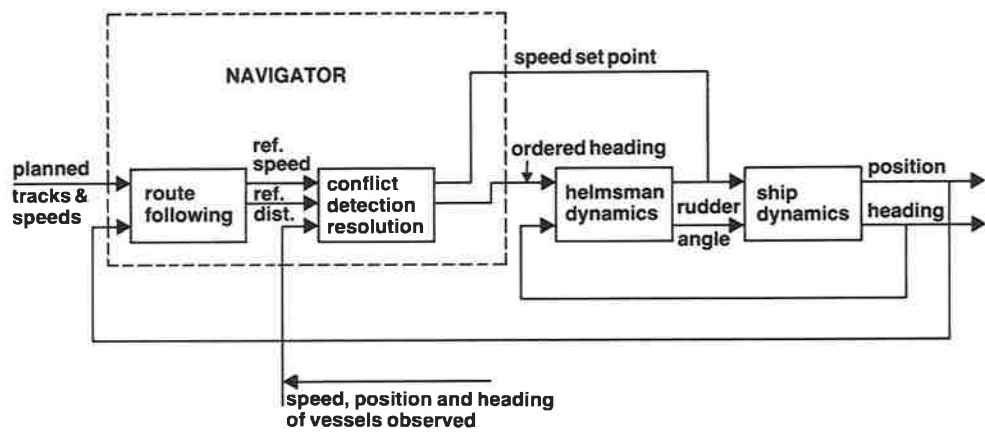 NAVIGATOR
speed set point
planned
tracks &
speeds
route
following
ref.
speed
ref.
dist.
conflict
detection
resolution
ordered heading
helmsman
dynamics
rudder
angle
ship
dynamics
position
heading
speed, position and heading
of vessels observed